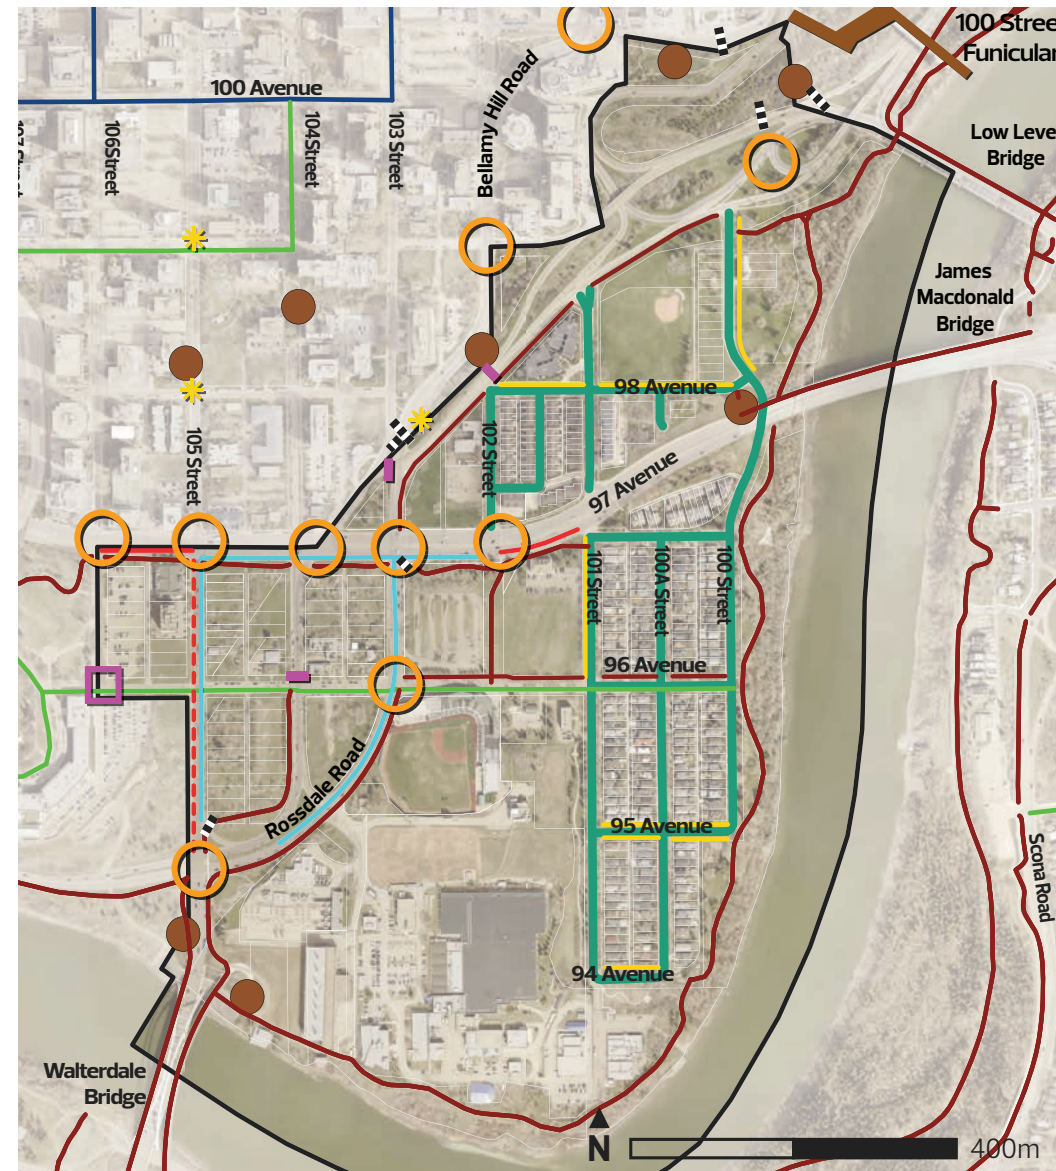 100 Stree
Funicular
100 Avenue
Bellamy Hill Road
106Street
104Street
103 Street
Low Leve
Bridge
James
Macdonald
Bridge
98 Avenue
102 Street
105 Street
97 Avenue
101 Street
100A Street
100 Street
96 Avenue
Rossdale Road
95 Avenue
Scona Road
94 Avenue
Walterdale
Bridge
N
400m